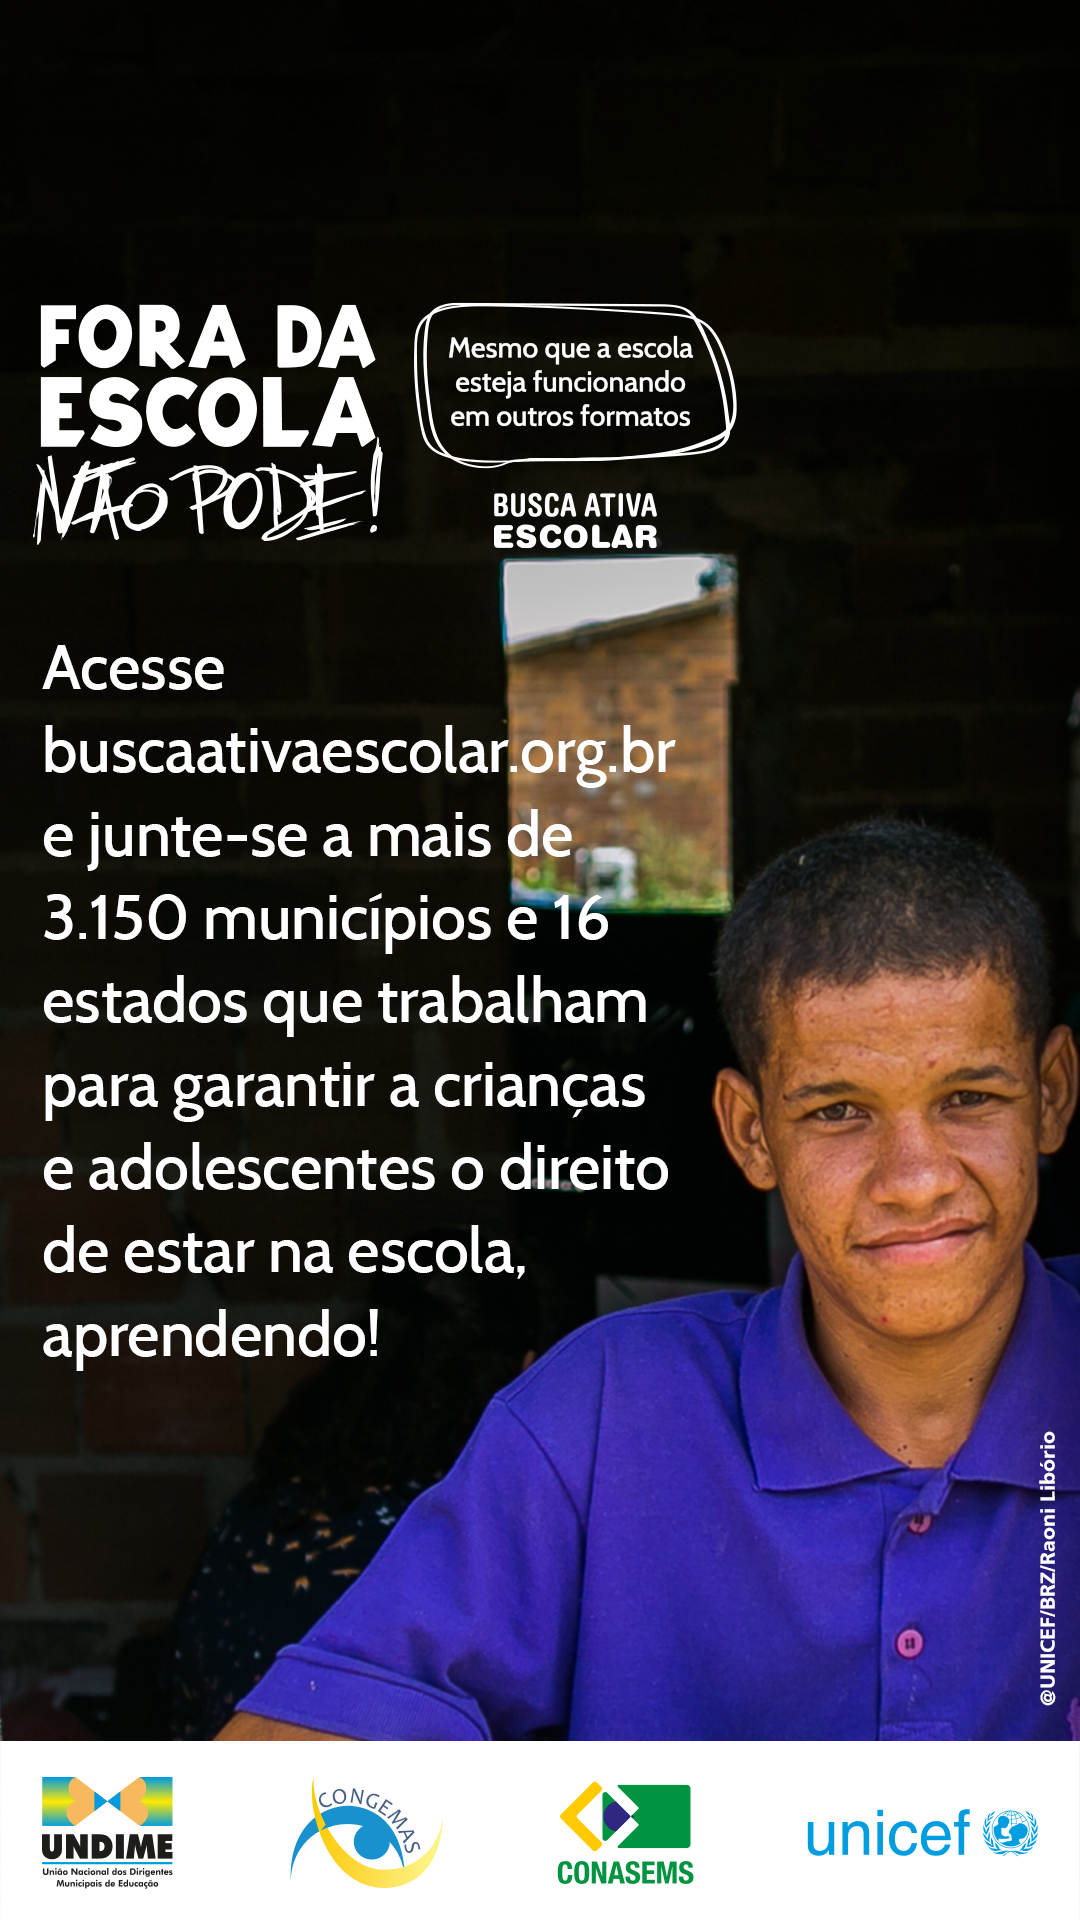 FORA DA
ESCOLA
NÃO PODE!
Mesmo que a escola
esteja funcionando
em outros formatos
BUSCA ATIVA
ESCOLAR
Acesse
buscaativaescolar.org.br
e junte-se a mais de
3.150 municípios e 16
estados que trabalham
para garantir a crianças
e adolescentes o direito
de estar na escola,
aprendendo!
@UNICEF/BRZ/Raoni Libório
UNDIME
União Nacional dos Dirigentes
Municipais de Educação
CONGEMAS
CONASEMS
unicef